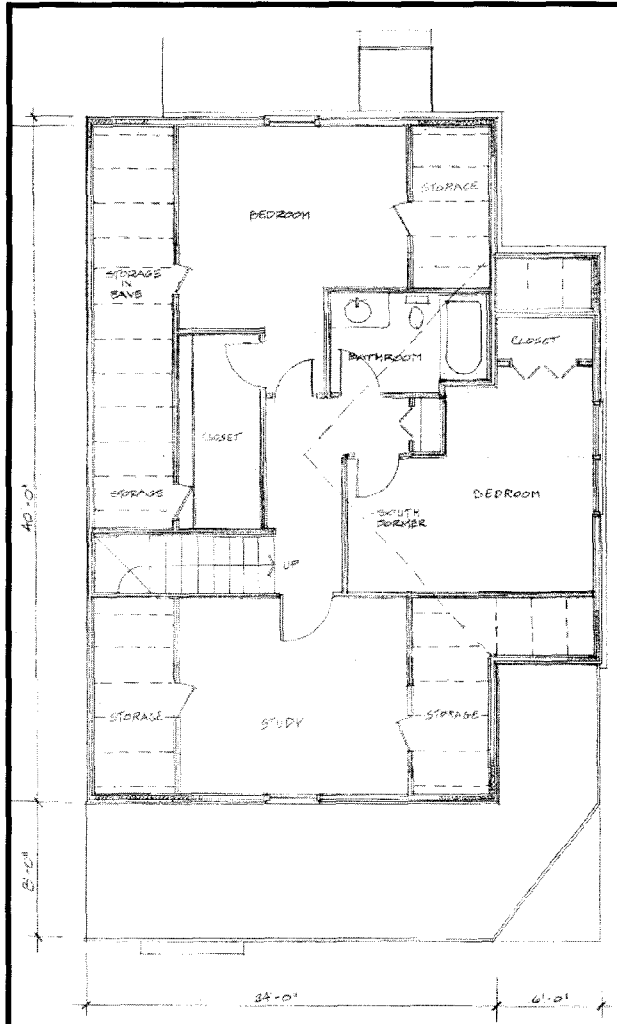 STORAGE
BEDROOM
STORAGE
IN
EAVE
CLOSET
BATHROOM
CLOSET
STORAGE
BEDROOM
SOUTH
DORMER
40'-0"
UP
STORAGE
STUDY
STORAGE
8'-0"
24'-0"
6'-0"